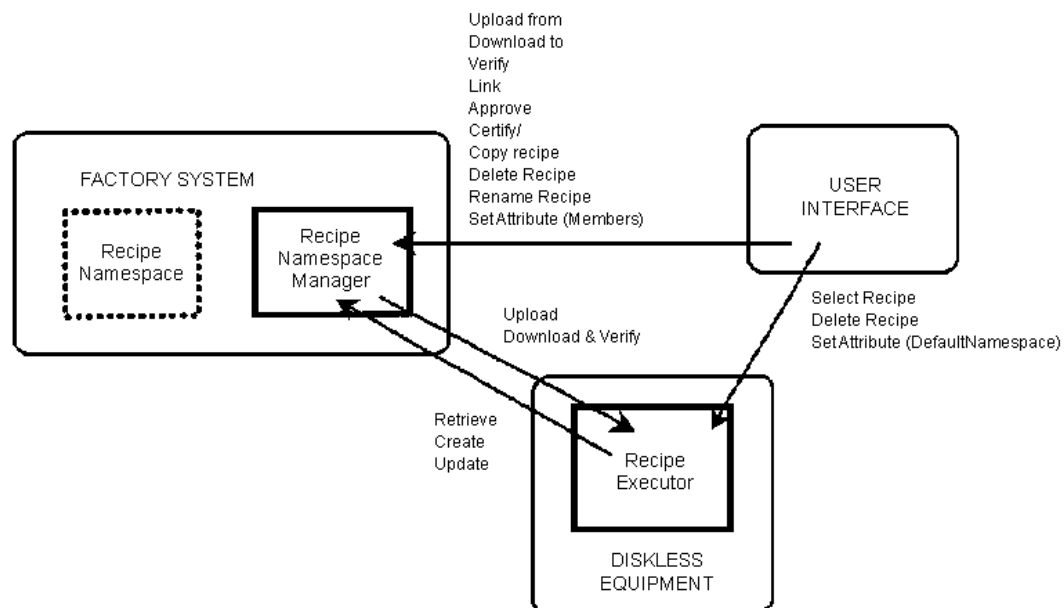 Upload from
Download to
Verify
Link
Approve
Certify/
Copy recipe
Delete Recipe
Rename Recipe
SetAttribute (Members)
FACTORY SYSTEM
Recipe
Namespace
Recipe
Namespace
Manager
USER
INTERFACE
Upload
Download & Verify
Select Recipe
Delete Recipe
SetAttribute (DefaultNamespace)
Retrieve
Create
Update
Recipe
Executor
DISKLESS
EQUIPMENT